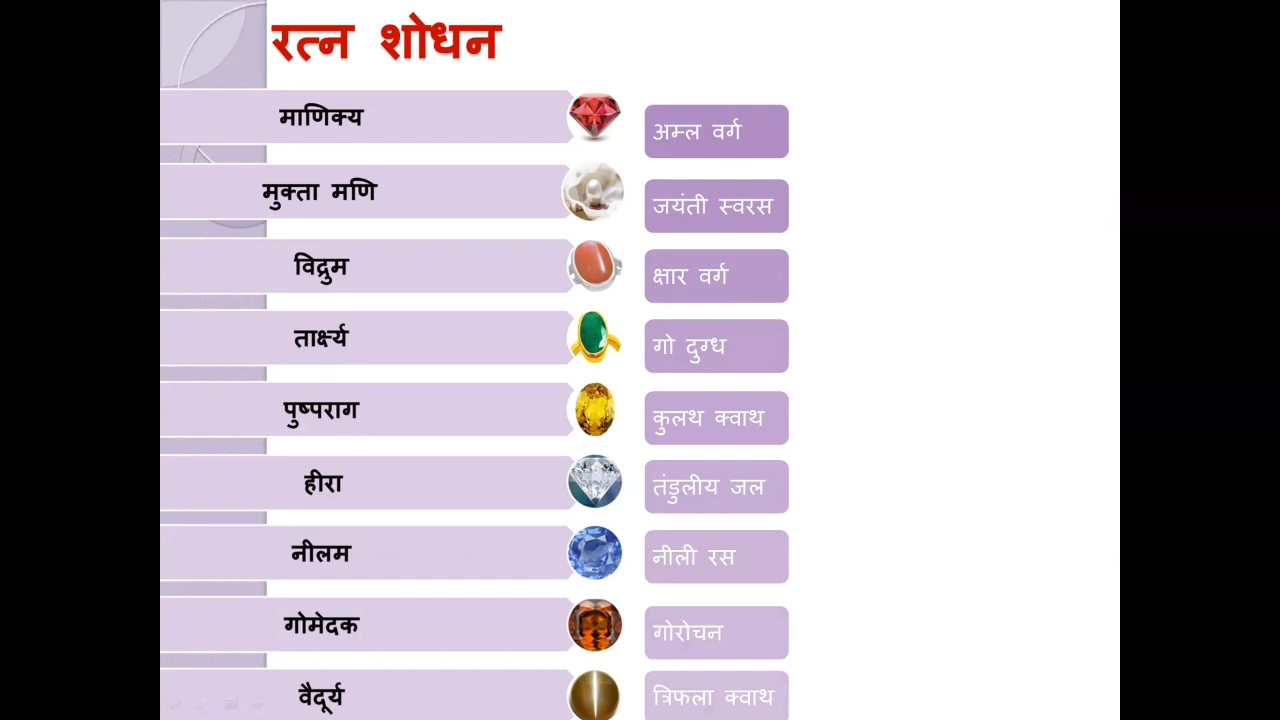 रत्न शोधन
माणिक्य
अम्ल वर्ग
मुक्ता मणि
जयंती स्वरस
विद्रुम
क्षार वर्ग
तार्क्ष्य
गो दुग्ध
पुष्पराग
कुलथ क्वाथ
हीरा
तंडुलीय जल
नीलम
नीली रस
गोमेदक
गोरोचन
वैदूर्य
त्रिफला क्वाथ